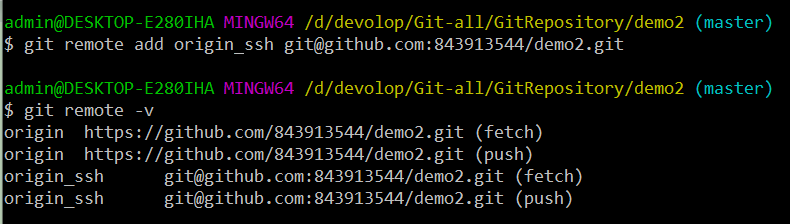 admin@DESKTOP-E280IHA MINGW64 /d/devolop/Git-all/GitRepository/demo2 (master)
$ git remote add origin_ssh git@github.com:843913544/demo2.git
admin@DESKTOP-E280IHA MINGW64 /d/devolop/Git-all/GitRepository/demo2 (master)
$ git remote -v
origin  https://github.com/843913544/demo2.git (fetch)
origin  https://github.com/843913544/demo2.git (push)
origin_ssh      git@github.com:843913544/demo2.git (fetch)
origin_ssh      git@github.com:843913544/demo2.git (push)